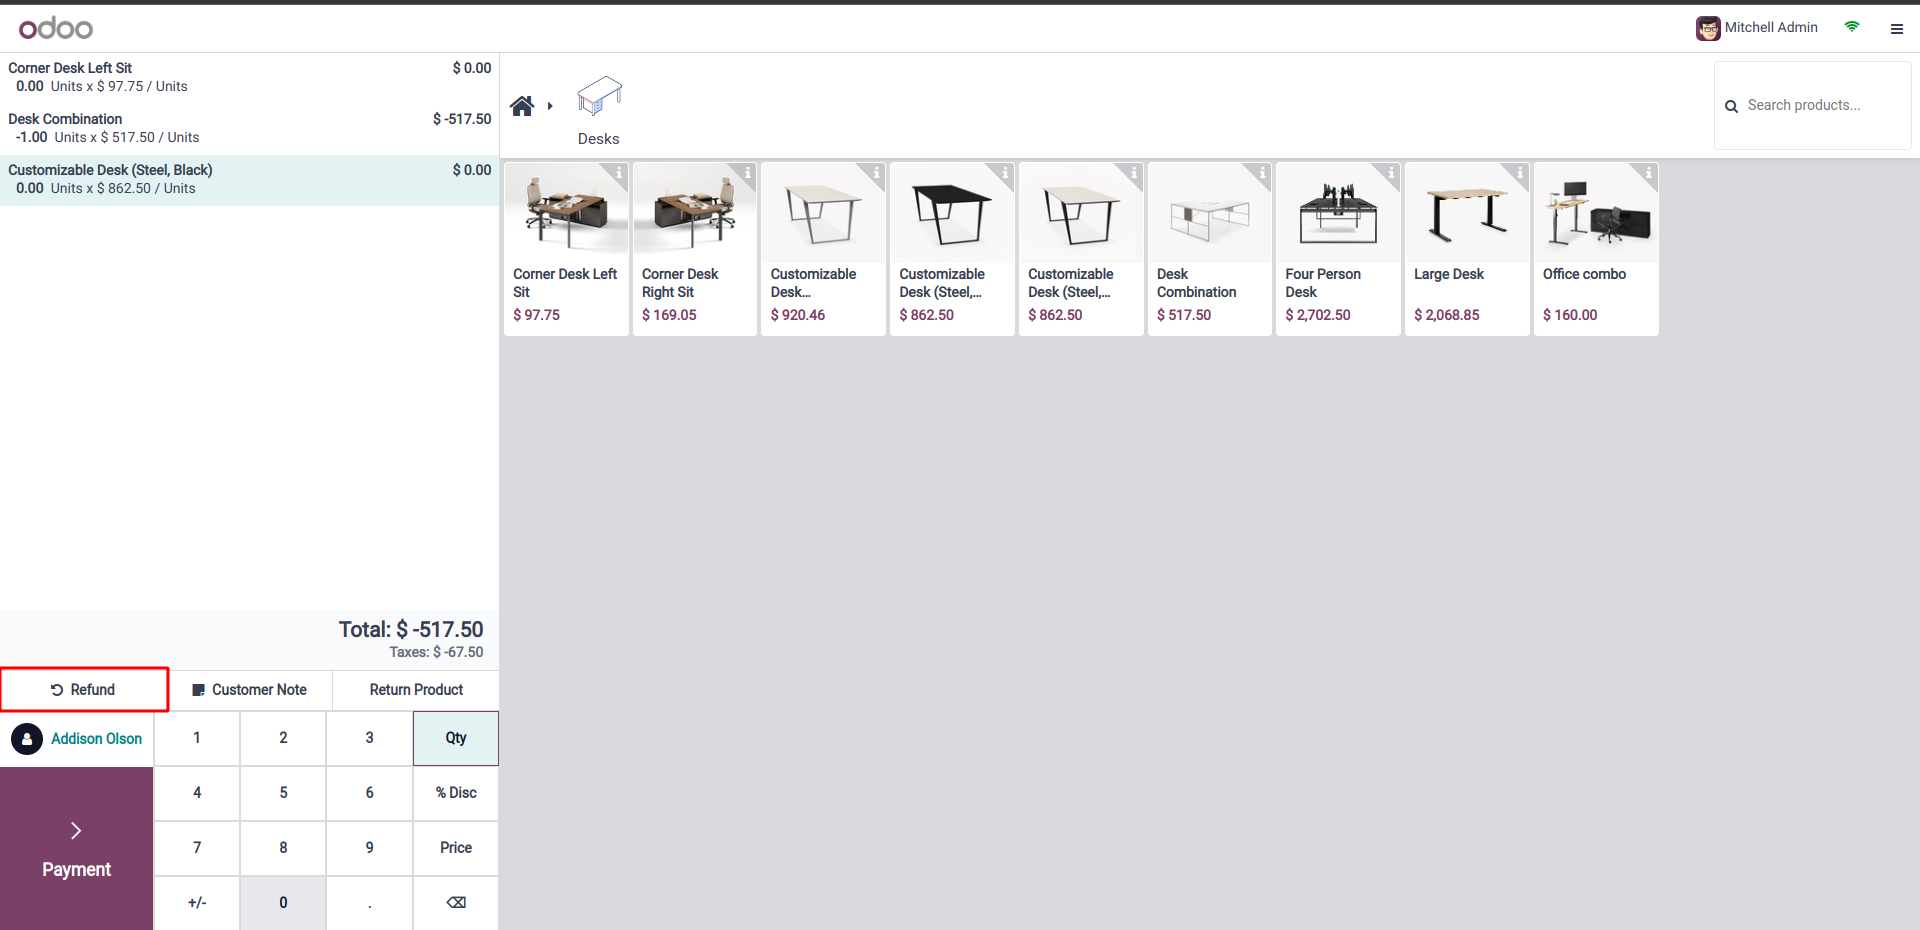 odoo
Mitchell Admin
Corner Desk Left Sit $ 0.00
0.00 Units x $ 97.75 / Units
Desk Combination $ -517.50
-1.00 Units x $ 517.50 / Units
Customizable Desk (Steel, Black) $ 0.00
0.00 Units x $ 862.50 / Units
Total: $ -517.50
Taxes: $ -67.50
Refund Customer Note Return Product
Addison Olson
Payment
1 2 3 Qty
4 5 6 % Disc
7 8 9 Price
+/- 0 . ⌫
Desks
Search products...
Corner Desk Left
Sit
$ 97.75
Corner Desk
Right Sit
$ 169.05
Customizable
Desk...
$ 920.46
Customizable
Desk (Steel,...
$ 862.50
Customizable
Desk (Steel,...
$ 862.50
Desk
Combination
$ 517.50
Four Person
Desk
$ 2,702.50
Large Desk
$ 2,068.85
Office combo
$ 160.00